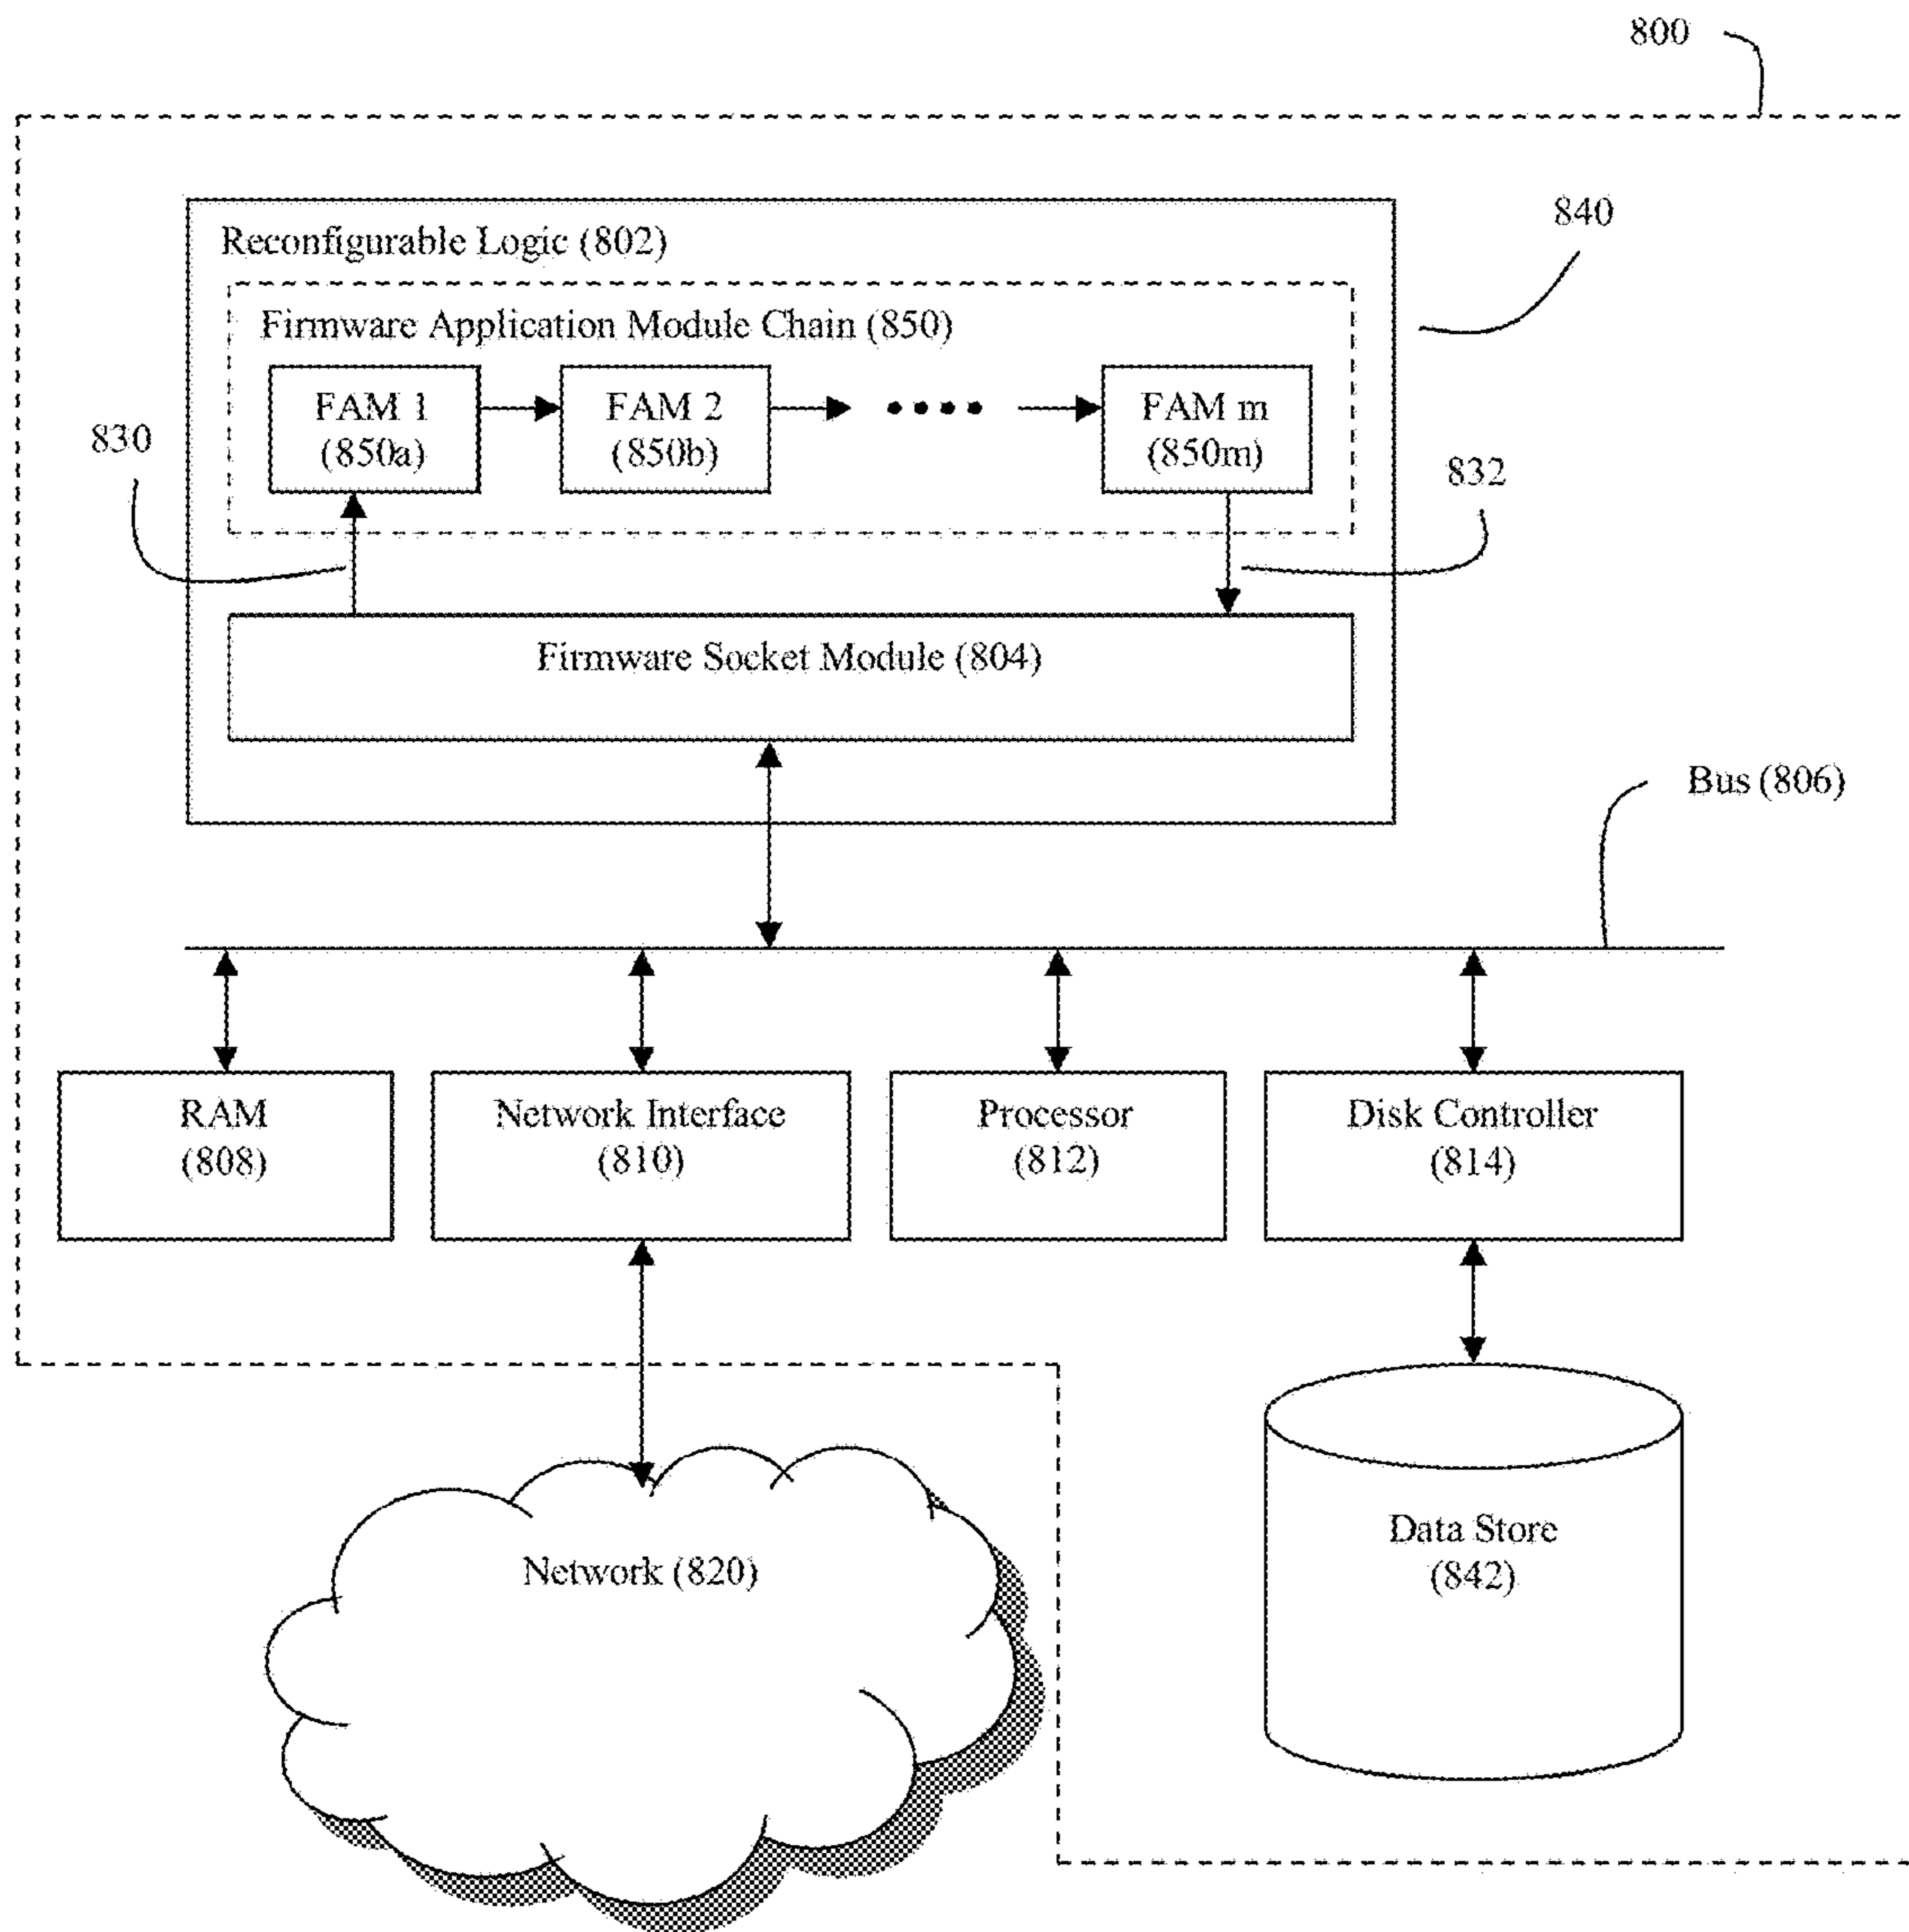 800
840
Reconfigurable Logic (802)
Firmware Application Module Chain (850)
FAM 1
(850a)
FAM 2
(850b)
FAM m
(850m)
830
832
Firmware Socket Module (804)
Bus (806)
RAM
(808)
Network Interface
(810)
Processor
(812)
Disk Controller
(814)
Data Store
(842)
Network (820)